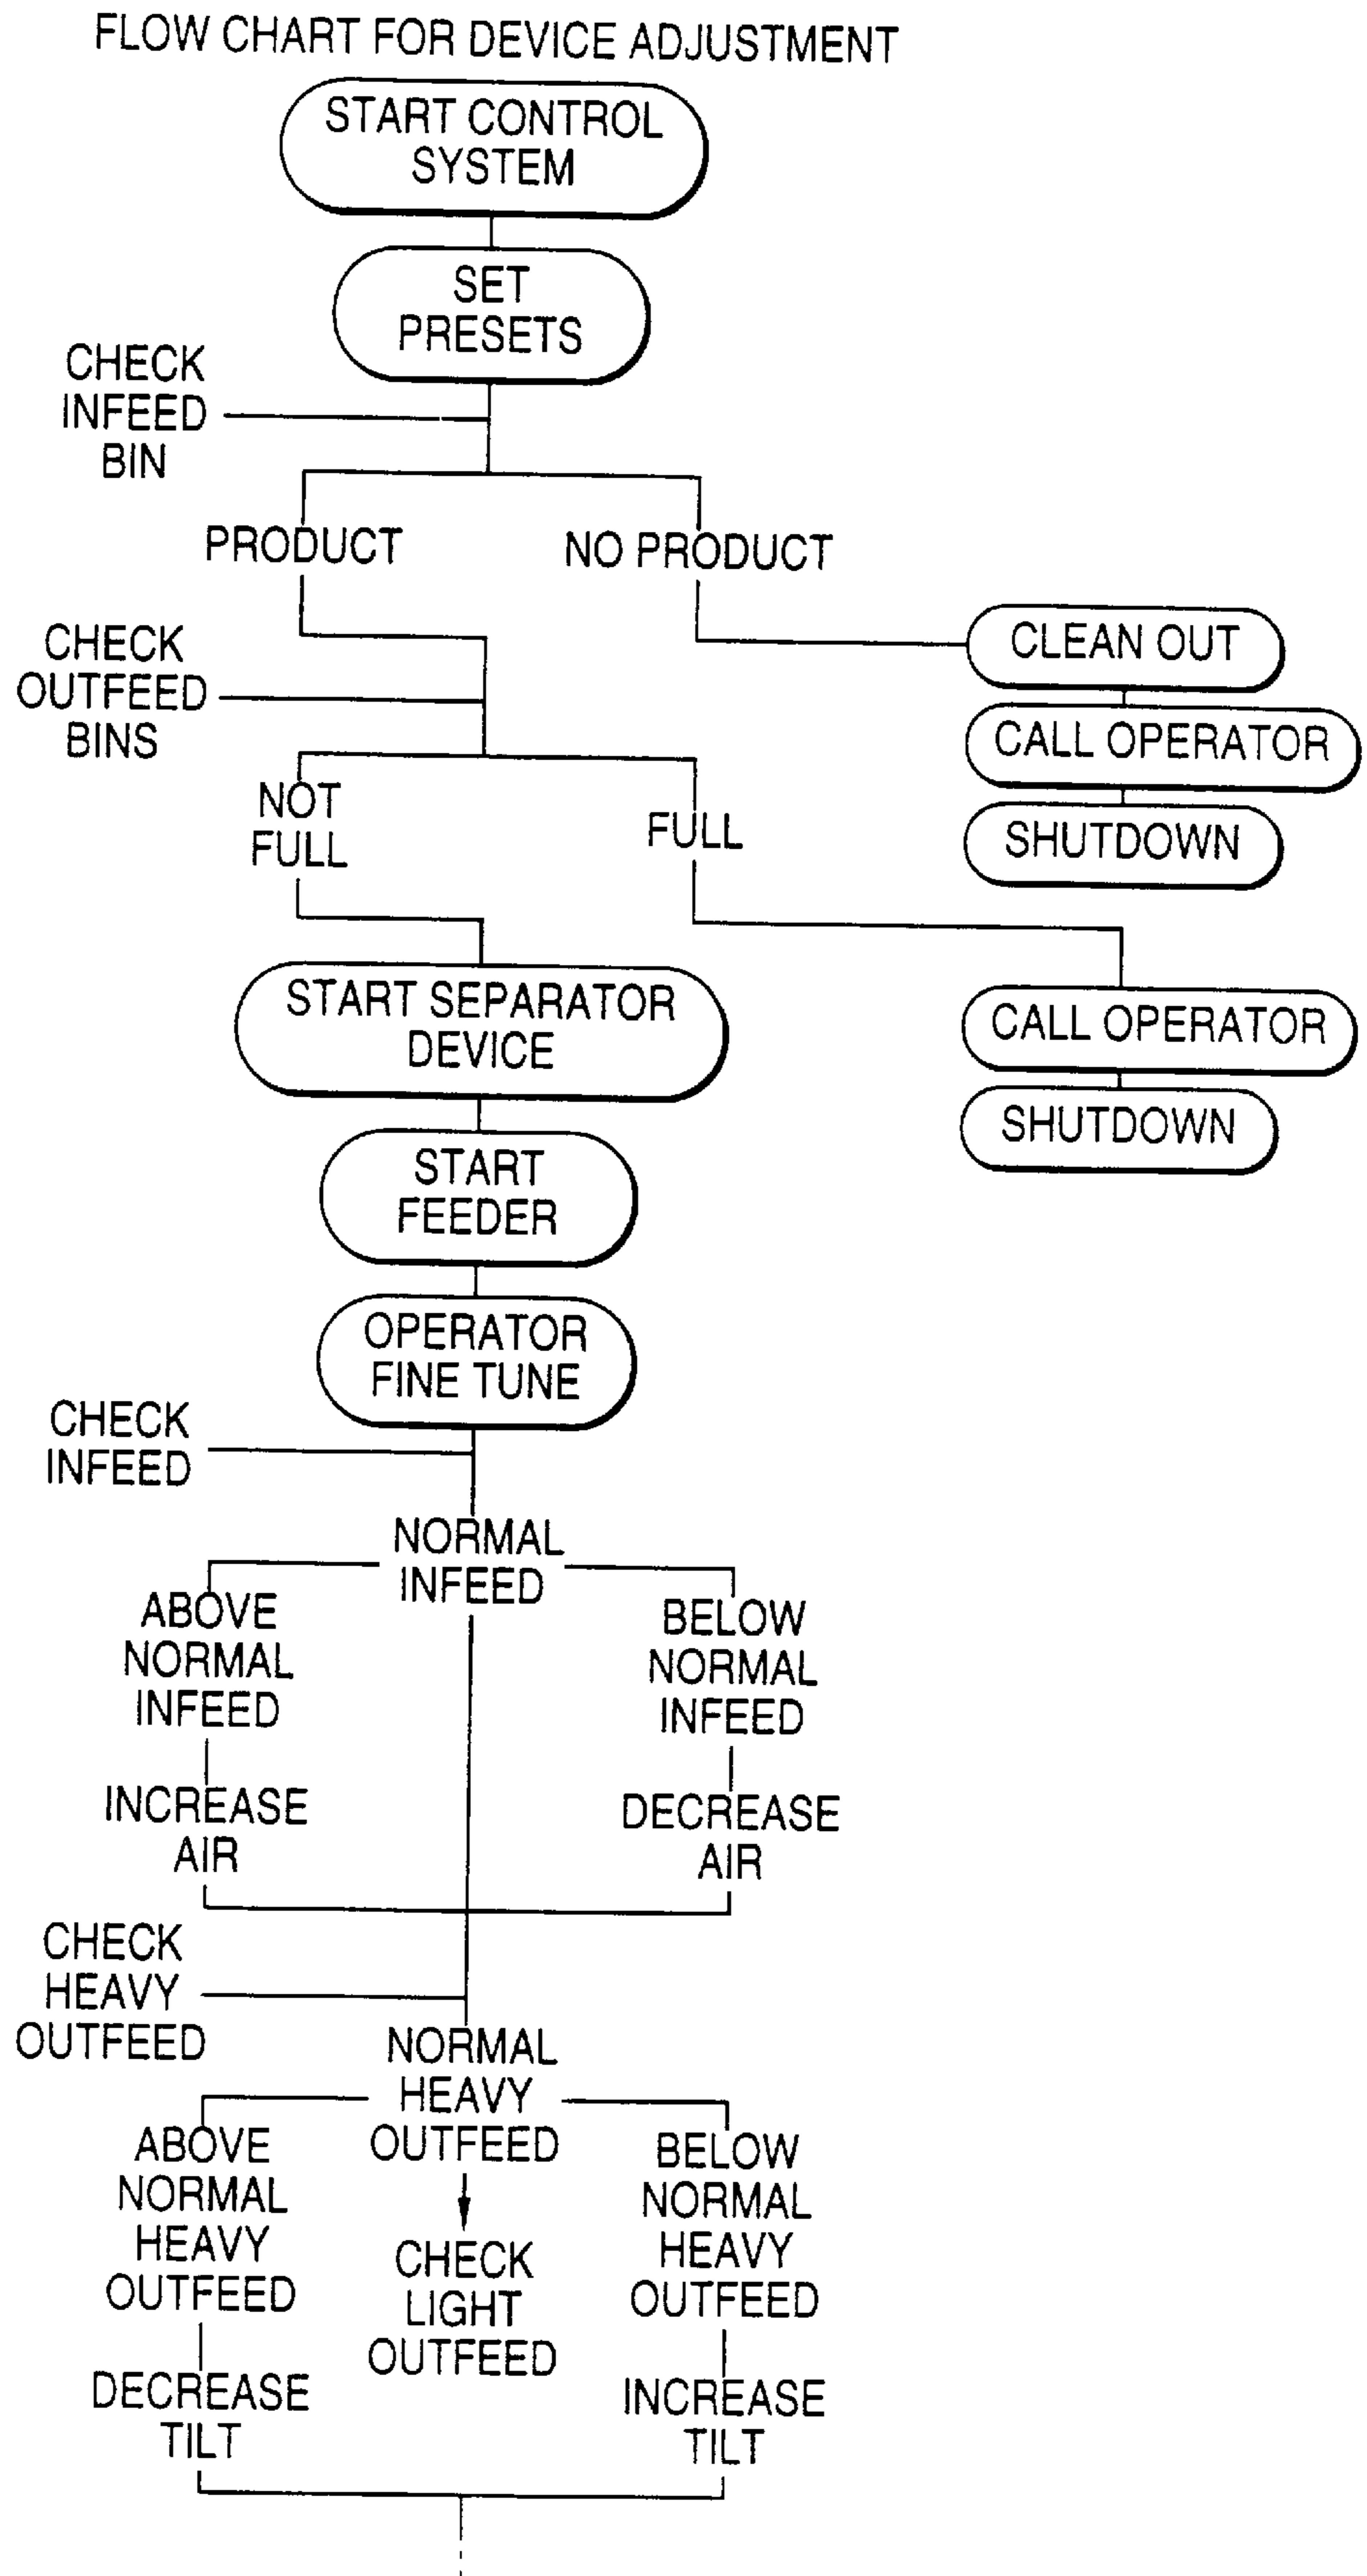 FLOW CHART FOR DEVICE ADJUSTMENT
START CONTROL
SYSTEM
SET
PRESETS
CHECK
INFEED
BIN
PRODUCT
NO PRODUCT
CLEAN OUT
CALL OPERATOR
SHUTDOWN
CHECK
OUTFEED
BINS
NOT
FULL
FULL
CALL OPERATOR
SHUTDOWN
START SEPARATOR
DEVICE
START
FEEDER
OPERATOR
FINE TUNE
CHECK
INFEED
NORMAL
INFEED
ABOVE
NORMAL
INFEED
BELOW
NORMAL
INFEED
INCREASE
AIR
DECREASE
AIR
CHECK
HEAVY
OUTFEED
NORMAL
HEAVY
OUTFEED
ABOVE
NORMAL
HEAVY
OUTFEED
CHECK
LIGHT
OUTFEED
BELOW
NORMAL
HEAVY
OUTFEED
DECREASE
TILT
INCREASE
TILT